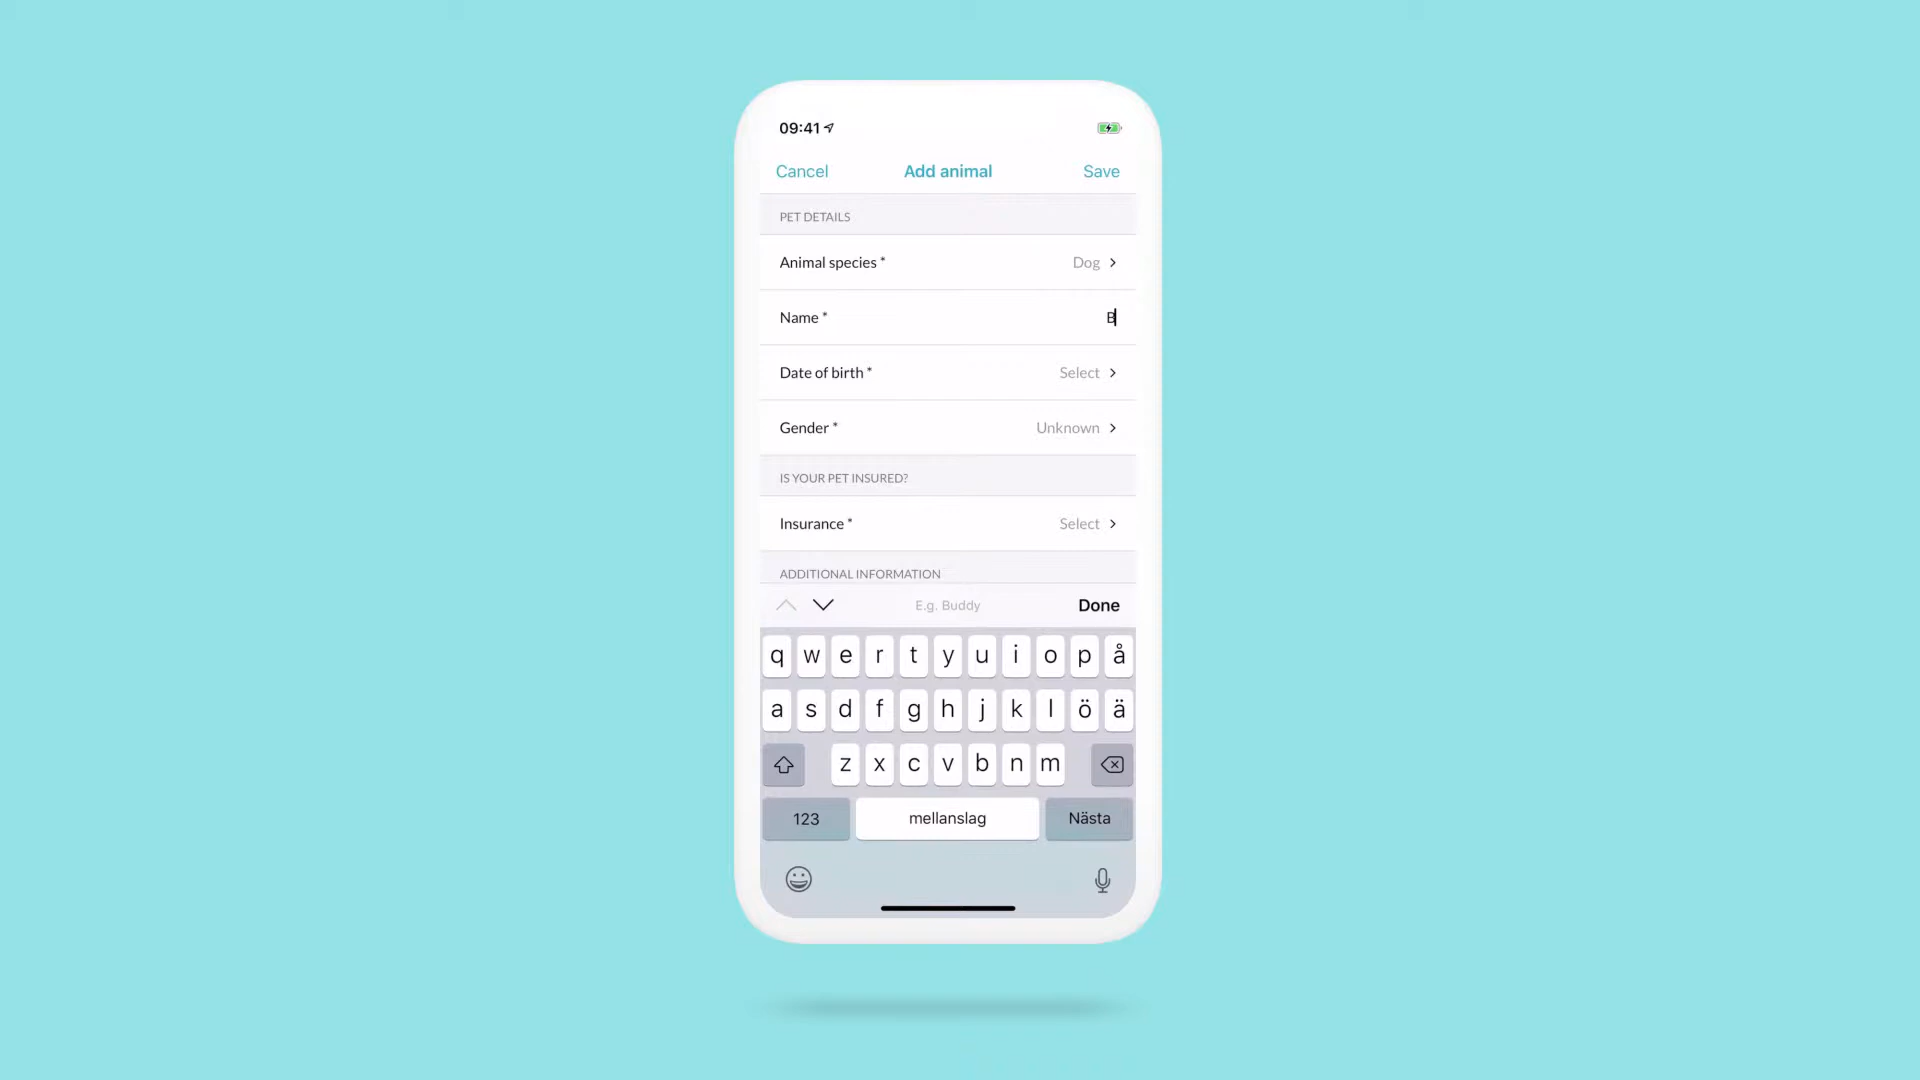 09:41
Cancel Add animal Save
PET DETAILS
Animal species * Dog
Name * B
Date of birth * Select
Gender * Unknown
IS YOUR PET INSURED?
Insurance * Select
ADDITIONAL INFORMATION
E.g. Buddy Done
q w e r t y u i o p å
a s d f g h j k l ö ä
z x c v b n m
123 mellanslag Nästa